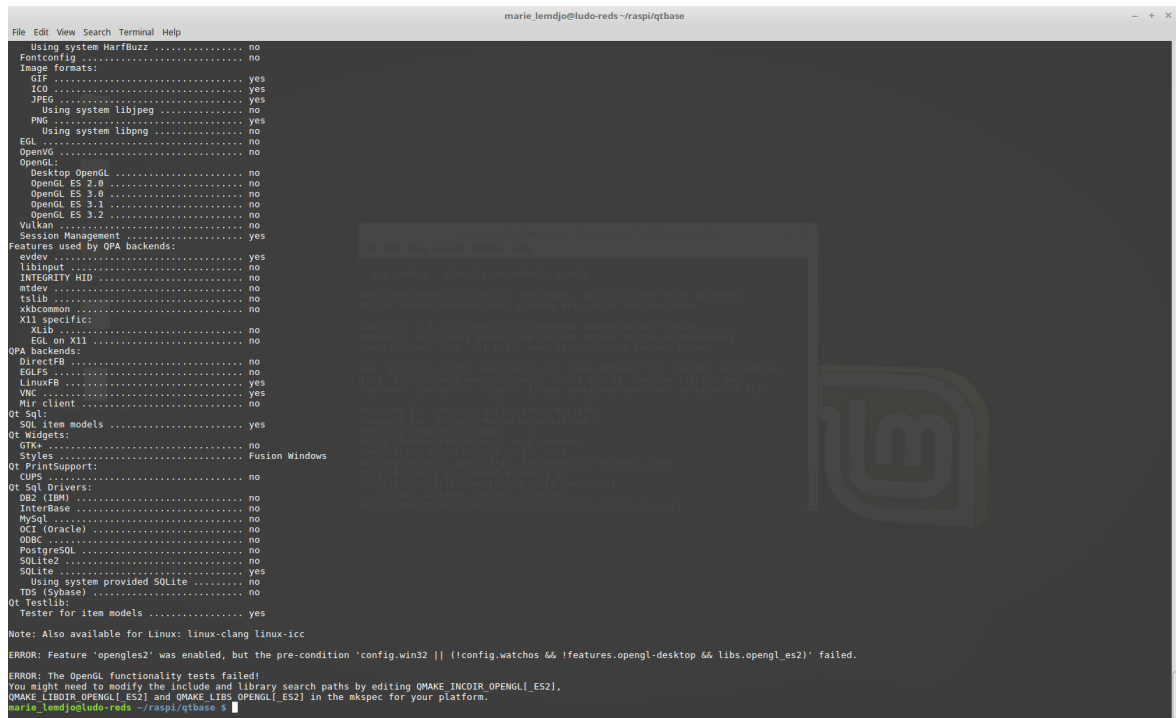 marie_lemdjo@ludo-reds ~/raspi/qtbase
File Edit View Search Terminal Help
Using system HarfBuzz ................ no
Fontconfig ............................. no
Image formats:
GIF .................................. yes
ICO .................................. yes
JPEG ................................. yes
Using system libjpeg ............... no
PNG .................................. yes
Using system libpng ................ no
EGL .................................... no
OpenVG ................................. no
OpenGL:
Desktop OpenGL ....................... no
OpenGL ES 2.0 ........................ no
OpenGL ES 3.0 ........................ no
OpenGL ES 3.1 ........................ no
OpenGL ES 3.2 ........................ no
Vulkan ................................. no
Session Management ..................... yes
Features used by QPA backends:
evdev .................................. yes
libinput ............................... no
INTEGRITY HID .......................... no
mtdev .................................. no
tslib .................................. no
xkbcommon .............................. no
X11 specific:
XLib ................................. no
EGL on X11 ........................... no
QPA backends:
DirectFB ............................... no
EGLFS .................................. no
LinuxFB ................................ yes
VNC .................................... yes
Mir client ............................. no
Qt Sql:
SQL item models ........................ yes
Qt Widgets:
GTK+ ................................... no
Styles ................................. Fusion Windows
Qt PrintSupport:
CUPS ................................... no
Qt Sql Drivers:
DB2 (IBM) .............................. no
InterBase .............................. no
MySql .................................. no
OCI (Oracle) ........................... no
ODBC ................................... no
PostgreSQL ............................. no
SQLite2 ................................ no
SQLite ................................. yes
Using system provided SQLite ......... no
TDS (Sybase) ........................... no
Qt Testlib:
Tester for item models ................. yes
Note: Also available for Linux: linux-clang linux-icc
ERROR: Feature 'opengles2' was enabled, but the pre-condition 'config.win32 || (!config.watchos && !features.opengl-desktop && libs.opengl_es2)' failed.
ERROR: The OpenGL functionality tests failed!
You might need to modify the include and library search paths by editing QMAKE_INCDIR_OPENGL[_ES2],
QMAKE_LIBDIR_OPENGL[_ES2] and QMAKE_LIBS_OPENGL[_ES2] in the mkspec for your platform.
marie_lemdjo@ludo-reds ~/raspi/qtbase $